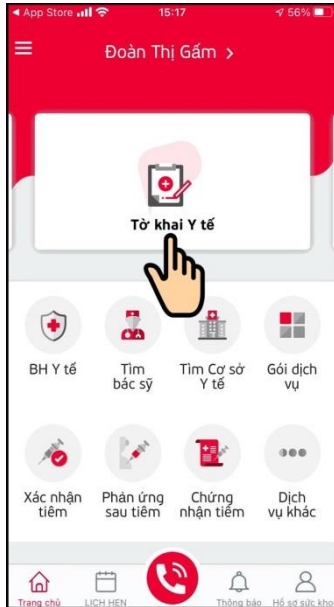 App Store 15:17 56%
Đoàn Thị Gấm
Tờ khai Y tế
BH Y tế Tìm Tìm Cơ sở Gói dịch
bác sỹ Y tế vụ
Xác nhận Phản ứng Chứng Dịch
tiêm sau tiêm nhận tiêm vụ khác
Trang chủ LỊCH HẸN Thông báo Hồ sơ sức kho